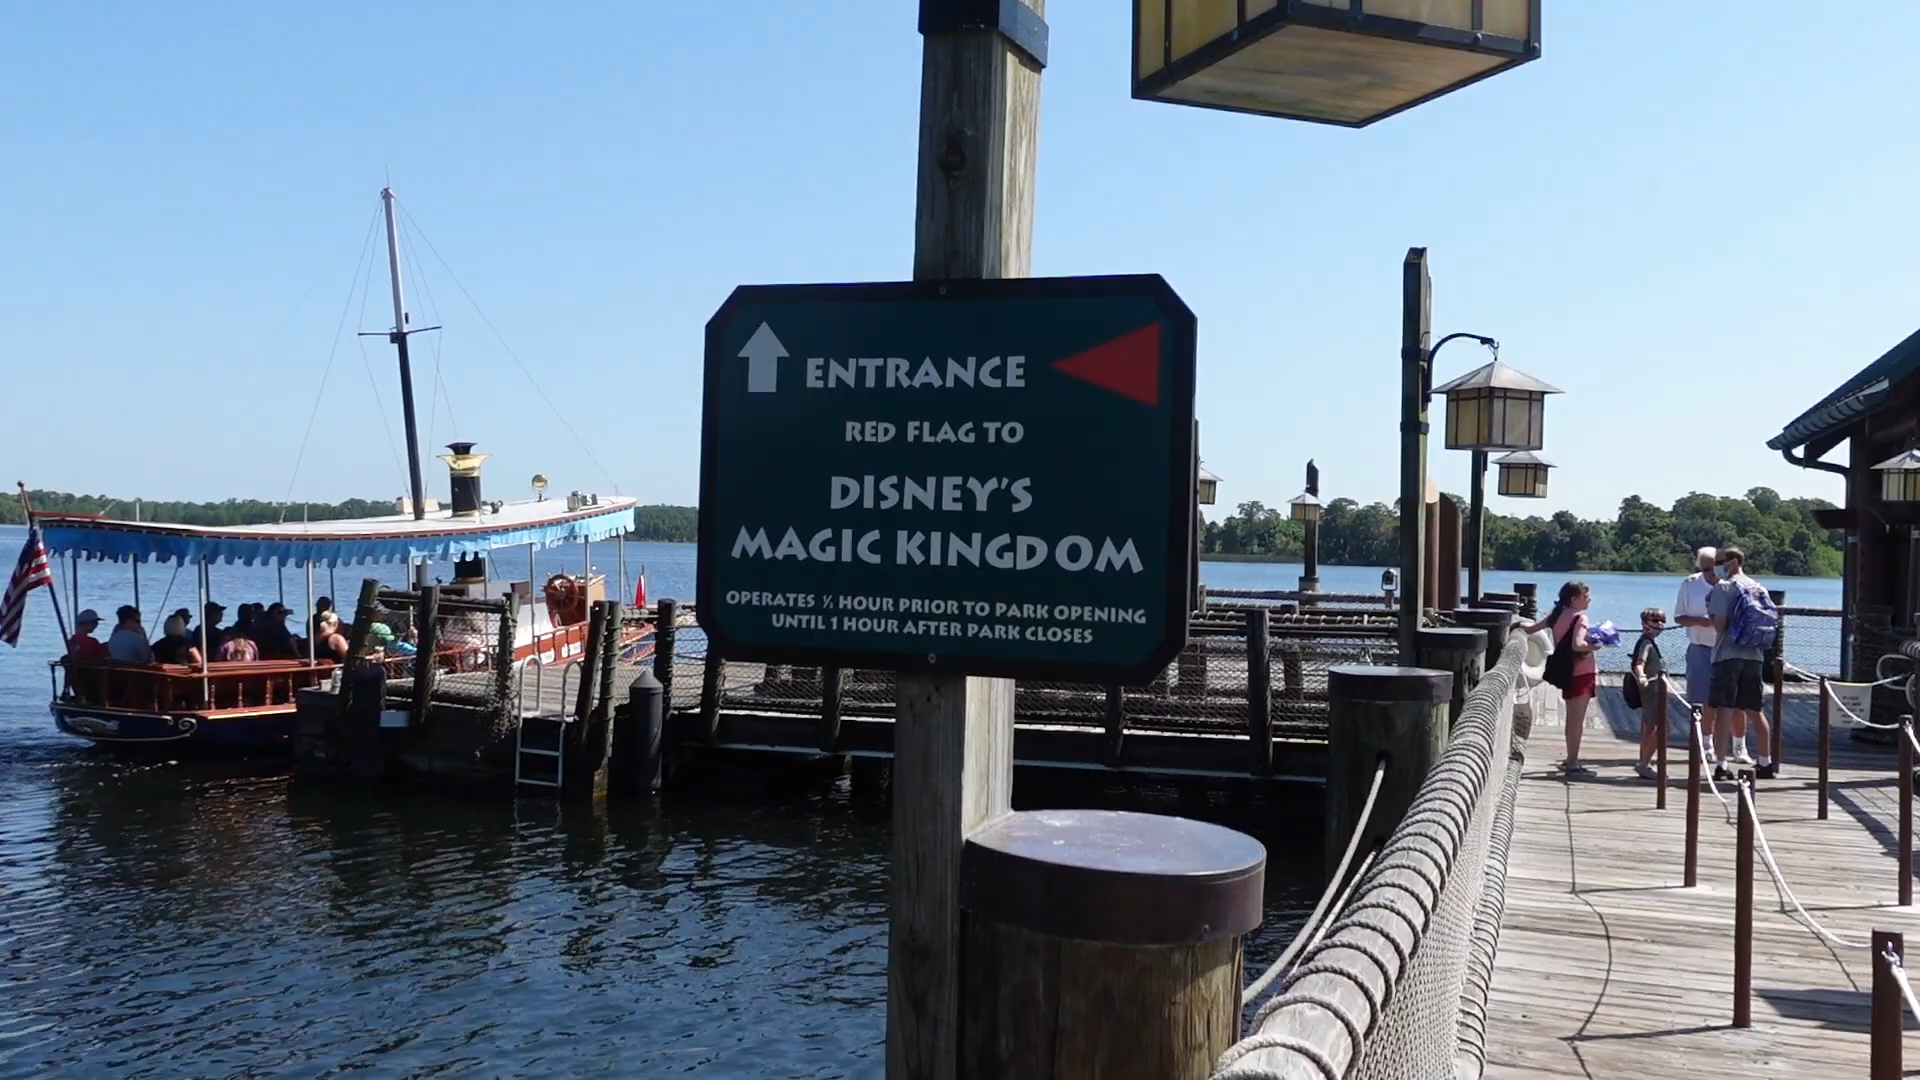 ENTRANCE
RED FLAG TO
DISNEY'S
MAGIC KINGDOM
OPERATES ½ HOUR PRIOR TO PARK OPENING
UNTIL 1 HOUR AFTER PARK CLOSES